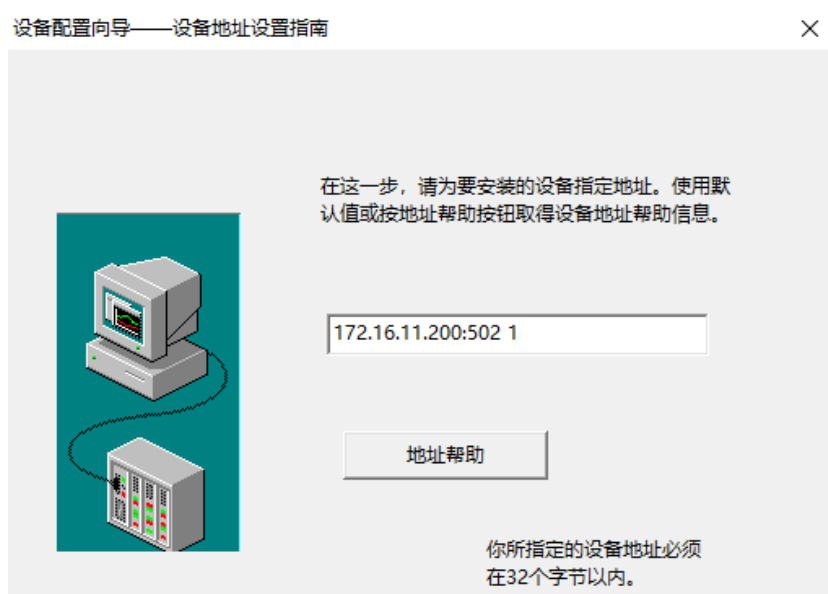 设备配置向导——设备地址设置指南
在这一步，请为要安装的设备指定地址。使用默
认值或按地址帮助按钮取得设备地址帮助信息。
172.16.11.200:502 1
地址帮助
你所指定的设备地址必须
在32个字节以内。